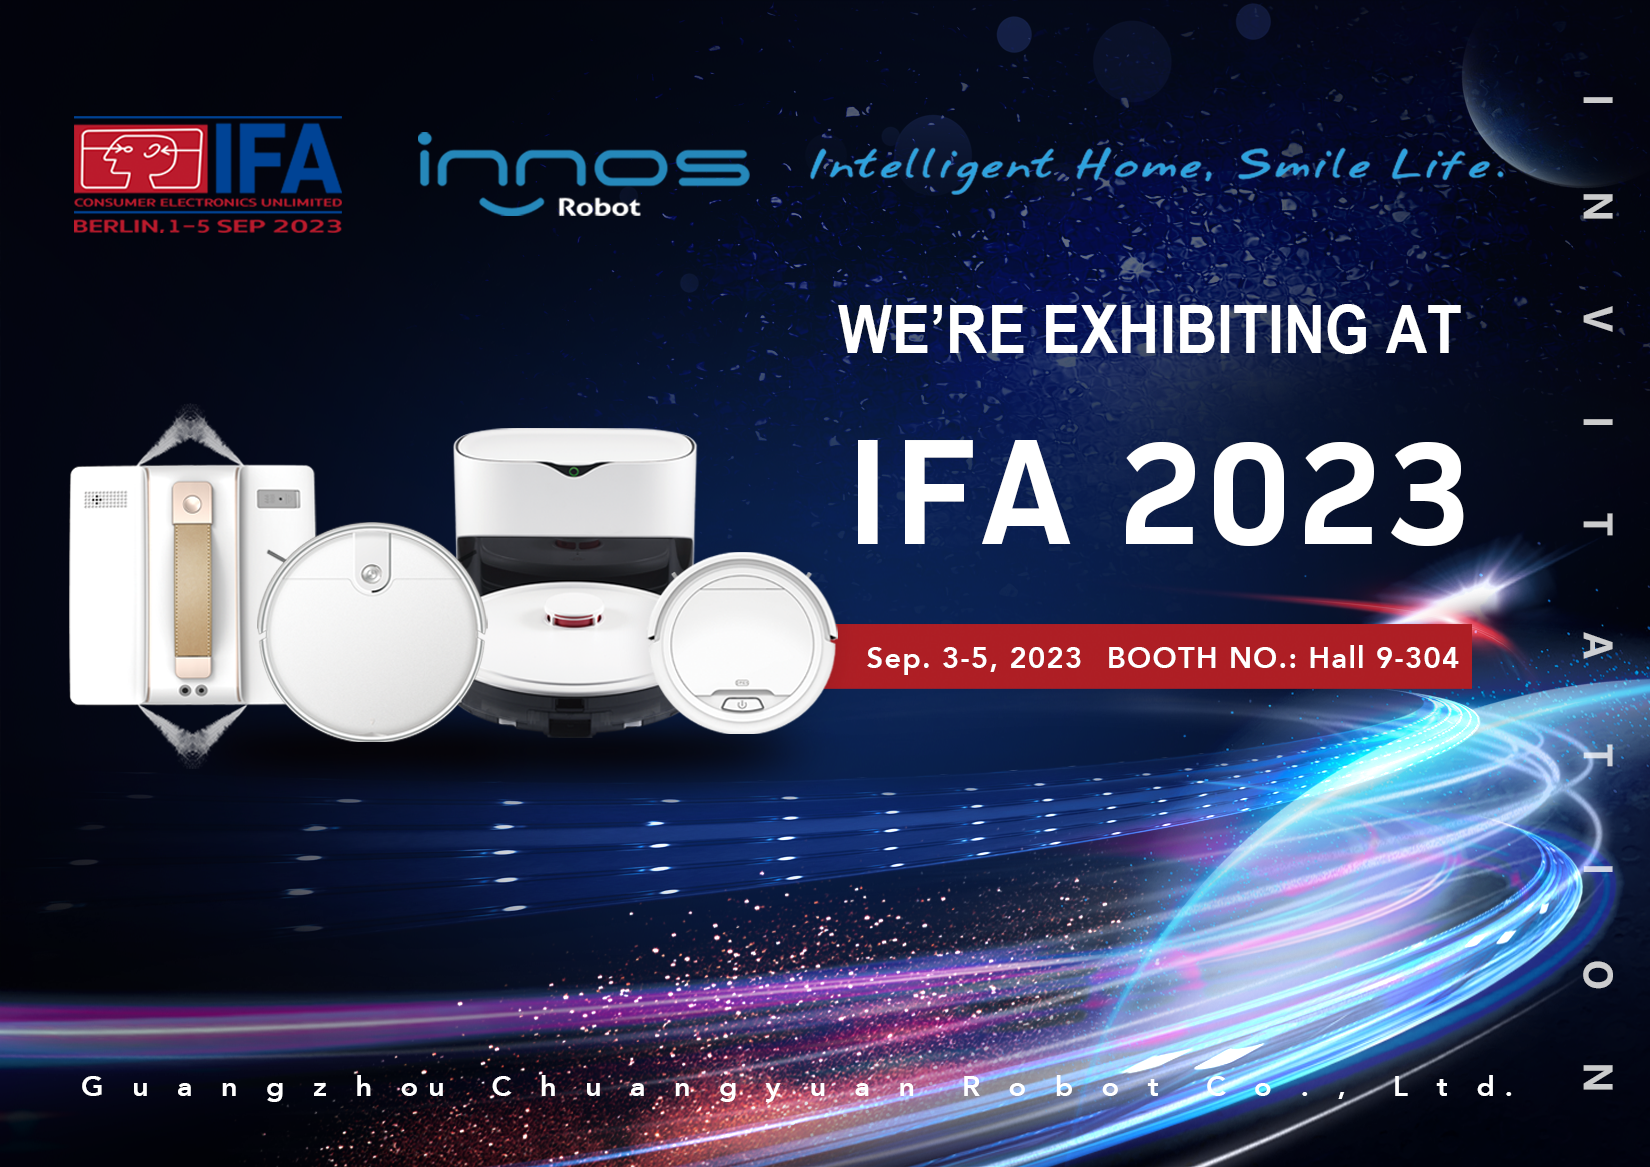 IFA
CONSUMER ELECTRONICS UNLIMITED
BERLIN. 1-5 SEP 2023
innos
Robot
Intelligent Home, Smile Life.
WE'RE EXHIBITING AT
IFA 2023
Sep. 3-5, 2023 BOOTH NO.: Hall 9-304
Guangzhou Chuangyuan Robot Co., Ltd.
INVITATION